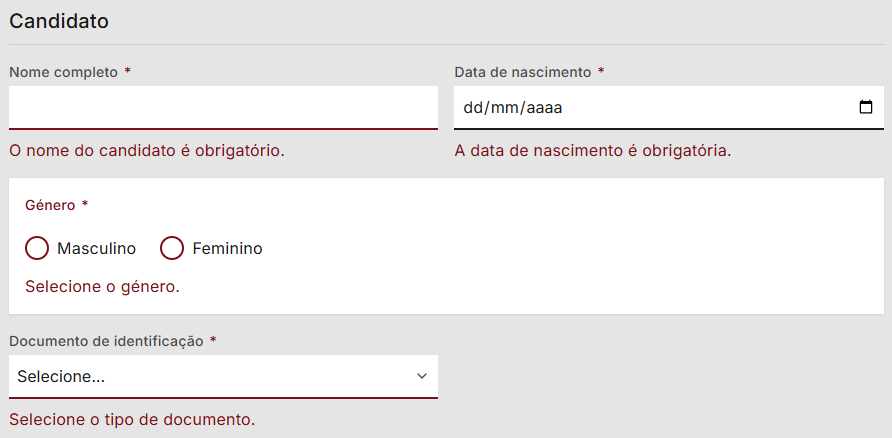 Candidato
Nome completo *
Data de nascimento *
dd/mm/aaaa
O nome do candidato é obrigatório.
A data de nascimento é obrigatória.
Género *
Masculino
Feminino
Selecione o género.
Documento de identificação *
Selecione...
Selecione o tipo de documento.